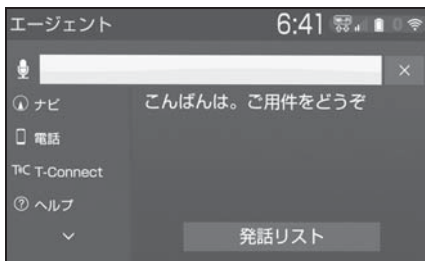 エージェント
6:41
こんばんは。ご用件をどうぞ
ナビ
電話
T-Connect
ヘルプ
発話リスト